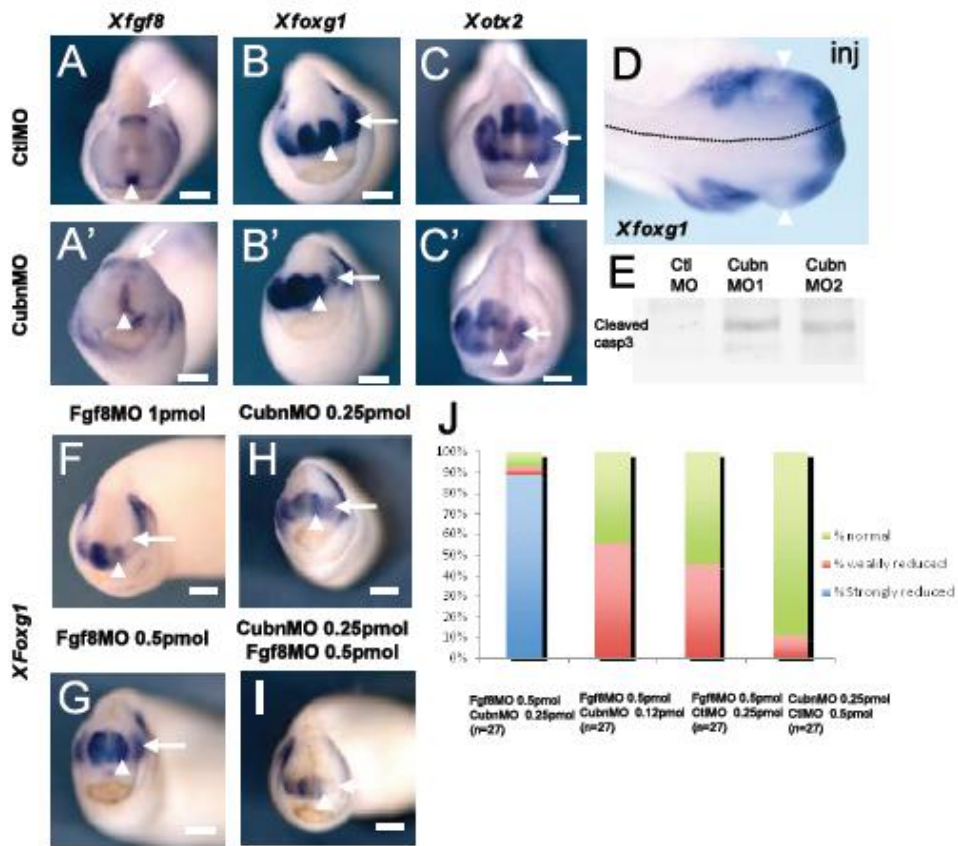 Xfgf8 Xfoxg1 Xotx2
CtlMO
A B C
D inj
Xfoxg1
CubnMO
A' B' C'
E Ctl MO Cubn MO1 Cubn MO2
Cleaved casp3
Fgf8MO 1pmol CubnMO 0.25pmol
F H
XFoxg1
Fgf8MO 0.5pmol CubnMO 0.25pmol
Fgf8MO 0.5pmol
G I
J
100%
90%
80%
70%
60%
50%
40%
30%
20%
10%
0%
% normal
% weakly reduced
% Strongly reduced
Fgf8MO 0.5pmol
CubnMO 0.25pmol
(n=27)
Fgf8MO 0.5pmol
CubnMO 0.12pmol
(n=27)
Fgf8MO 0.5pmol
CtlMO 0.25pmol
(n=27)
CubnMO 0.25pmol
CtlMO 0.5pmol
(n=27)